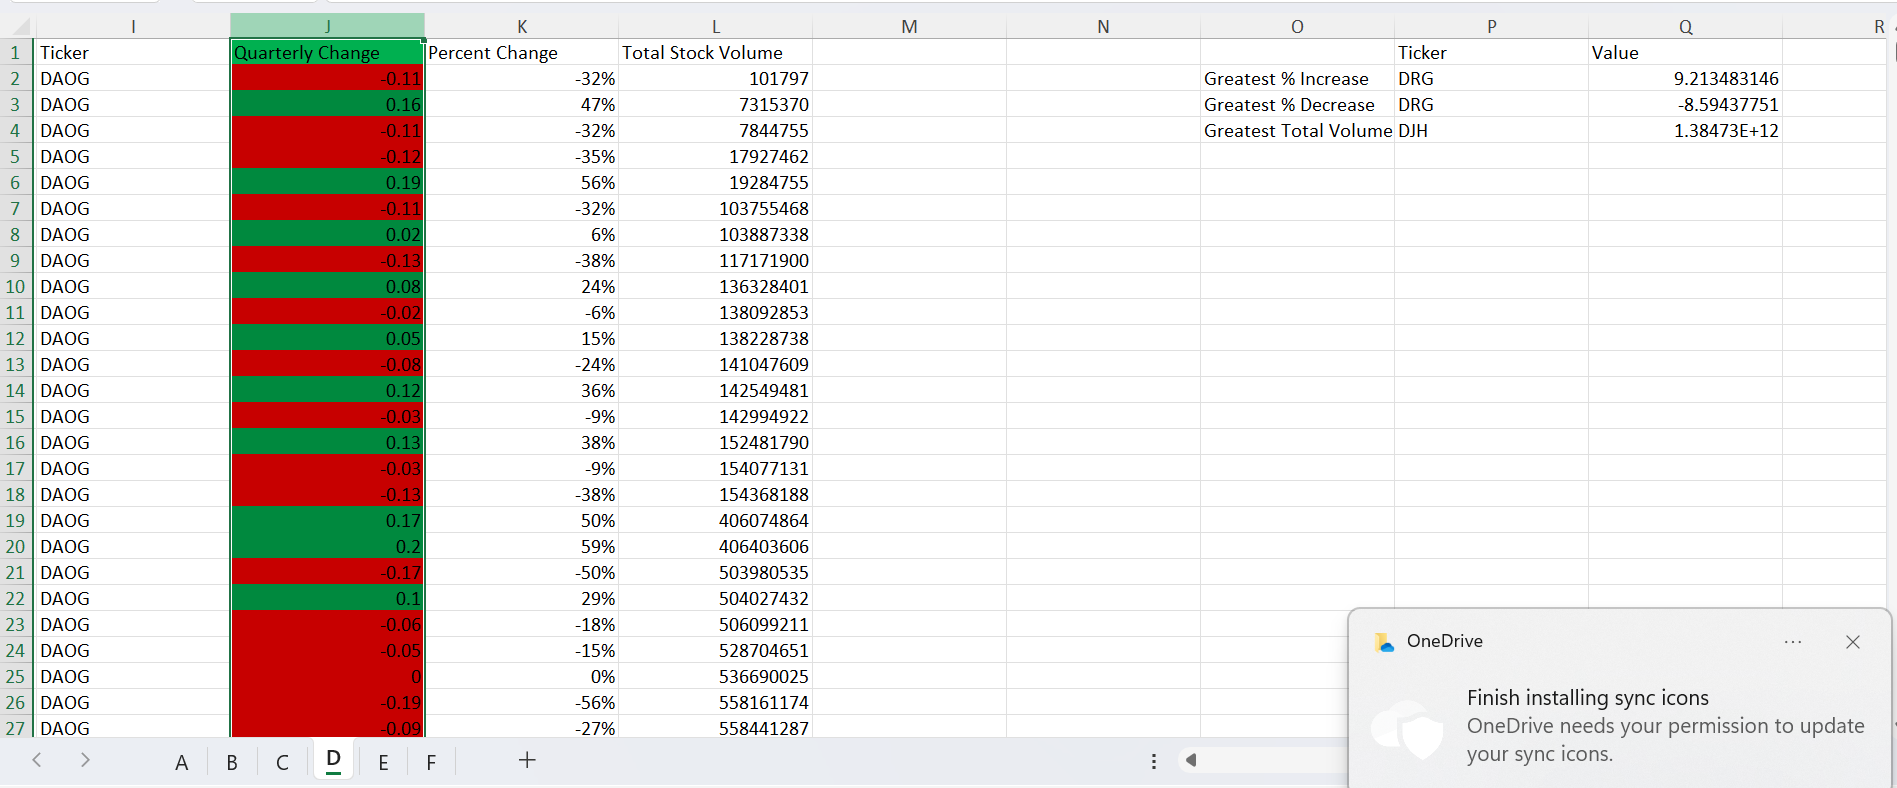 I J K L M N O P Q R
1 Ticker Quarterly Change Percent Change Total Stock Volume Ticker Value
2 DAOG -0.11 -32% 101797 Greatest % Increase DRG 9.213483146
3 DAOG 0.16 47% 7315370 Greatest % Decrease DRG -8.59437751
4 DAOG -0.11 -32% 7844755 Greatest Total Volume DJH 1.38473E+12
5 DAOG -0.12 -35% 17927462
6 DAOG 0.19 56% 19284755
7 DAOG -0.11 -32% 103755468
8 DAOG 0.02 6% 103887338
9 DAOG -0.13 -38% 117171900
10 DAOG 0.08 24% 136328401
11 DAOG -0.02 -6% 138092853
12 DAOG 0.05 15% 138228738
13 DAOG -0.08 -24% 141047609
14 DAOG 0.12 36% 142549481
15 DAOG -0.03 -9% 142994922
16 DAOG 0.13 38% 152481790
17 DAOG -0.03 -9% 154077131
18 DAOG -0.13 -38% 154368188
19 DAOG 0.17 50% 406074864
20 DAOG 0.2 59% 406403606
21 DAOG -0.17 -50% 503980535
22 DAOG 0.1 29% 504027432
23 DAOG -0.06 -18% 506099211
24 DAOG -0.05 -15% 528704651
25 DAOG 0 0% 536690025
26 DAOG -0.19 -56% 558161174
27 DAOG -0.09 -27% 558441287
OneDrive
Finish installing sync icons
OneDrive needs your permission to update
your sync icons.
A B C D E F